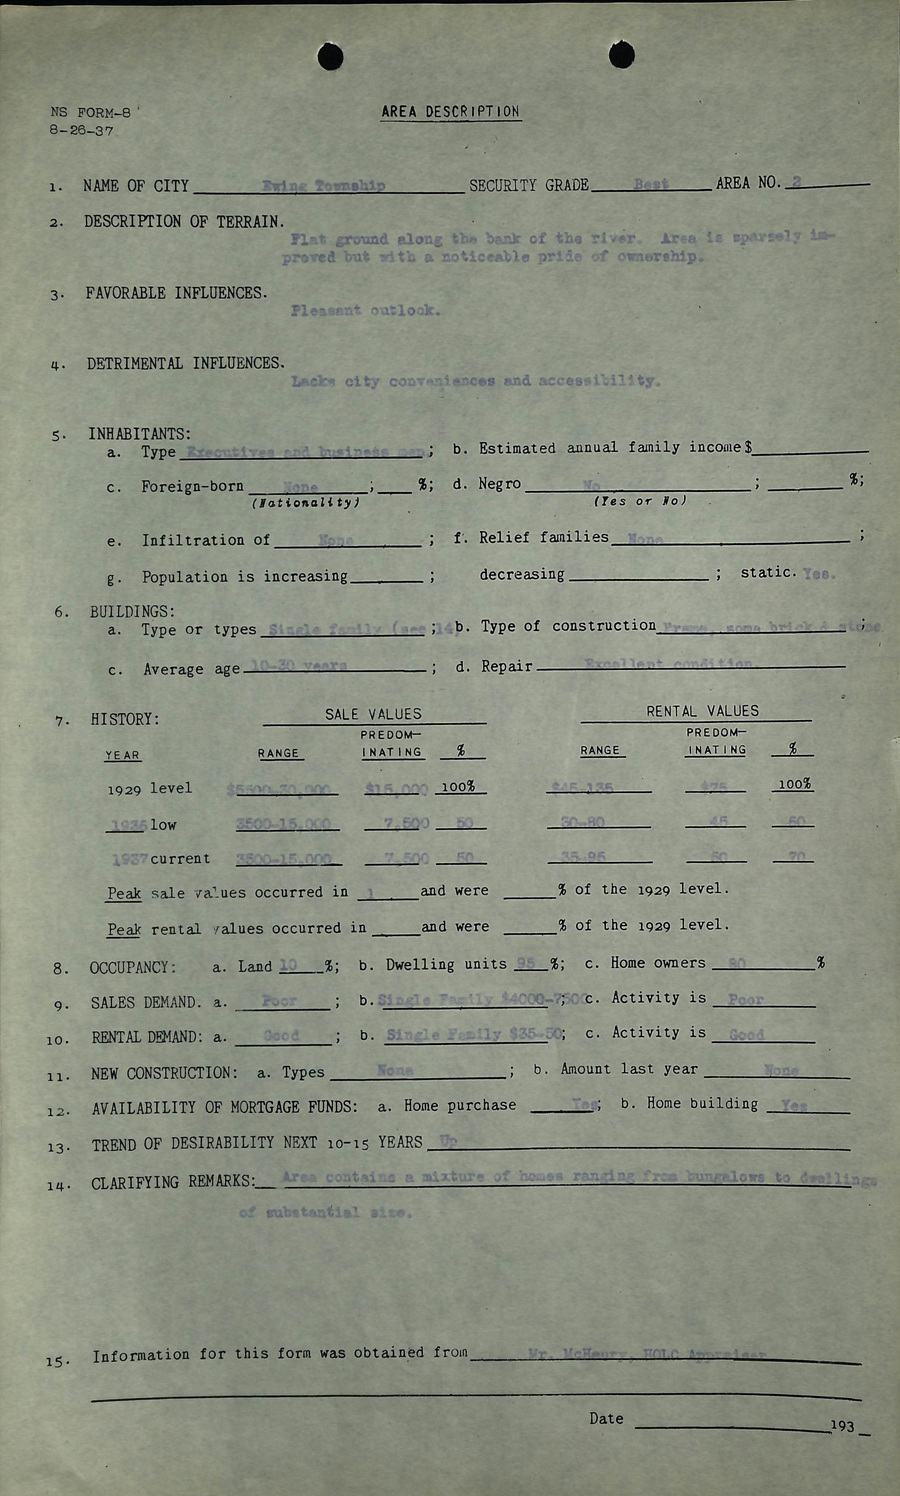 NS FORM-8
8-26-37
AREA DESCRIPTION
1. NAME OF CITY Ewing Township SECURITY GRADE Best AREA NO. 2
2. DESCRIPTION OF TERRAIN.
Flat ground along the bank of the river. Area is sparsely im-
proved but with a noticeable pride of ownership.
3. FAVORABLE INFLUENCES.
Pleasant outlook.
4. DETRIMENTAL INFLUENCES.
Lacks city conveniences and accessibility.
5. INHABITANTS:
a. Type Executives and business men; b. Estimated annual family income $
c. Foreign-born None; %; d. Negro No; %;
(Nationality) (Yes or No)
e. Infiltration of None; f. Relief families None;
g. Population is increasing; decreasing; static. Yes.
6. BUILDINGS:
a. Type or types Single family (see 14; b. Type of construction Frame, some brick & stone;
c. Average age 10-30 years; d. Repair Excellent condition.
7. HISTORY: SALE VALUES RENTAL VALUES
PREDOM- PREDOM-
YEAR RANGE INATING % RANGE INATING %
1929 level $5500-30,000 $15,000 100% $45-135 $75 100%
1936 low 3500-15,000 7,500 50 30-80 45 60
1937 current 3500-15,000 7,500 50 35-95 60 70
Peak sale values occurred in and were % of the 1929 level.
Peak rental values occurred in and were % of the 1929 level.
8. OCCUPANCY: a. Land 10 %; b. Dwelling units 95 %; c. Home owners 80 %
9. SALES DEMAND. a. Poor; b. Single Family $4000-7500; c. Activity is Poor
10. RENTAL DEMAND: a. Good; b. Single Family $35-50; c. Activity is Good
11. NEW CONSTRUCTION: a. Types None; b. Amount last year None
12. AVAILABILITY OF MORTGAGE FUNDS: a. Home purchase Yes; b. Home building Yes
13. TREND OF DESIRABILITY NEXT 10-15 YEARS Up
14. CLARIFYING REMARKS: Area contains a mixture of homes ranging from bungalows to dwellings
of substantial size.
15. Information for this form was obtained from Mr. McHenry, HOLC Appraiser
Date 193